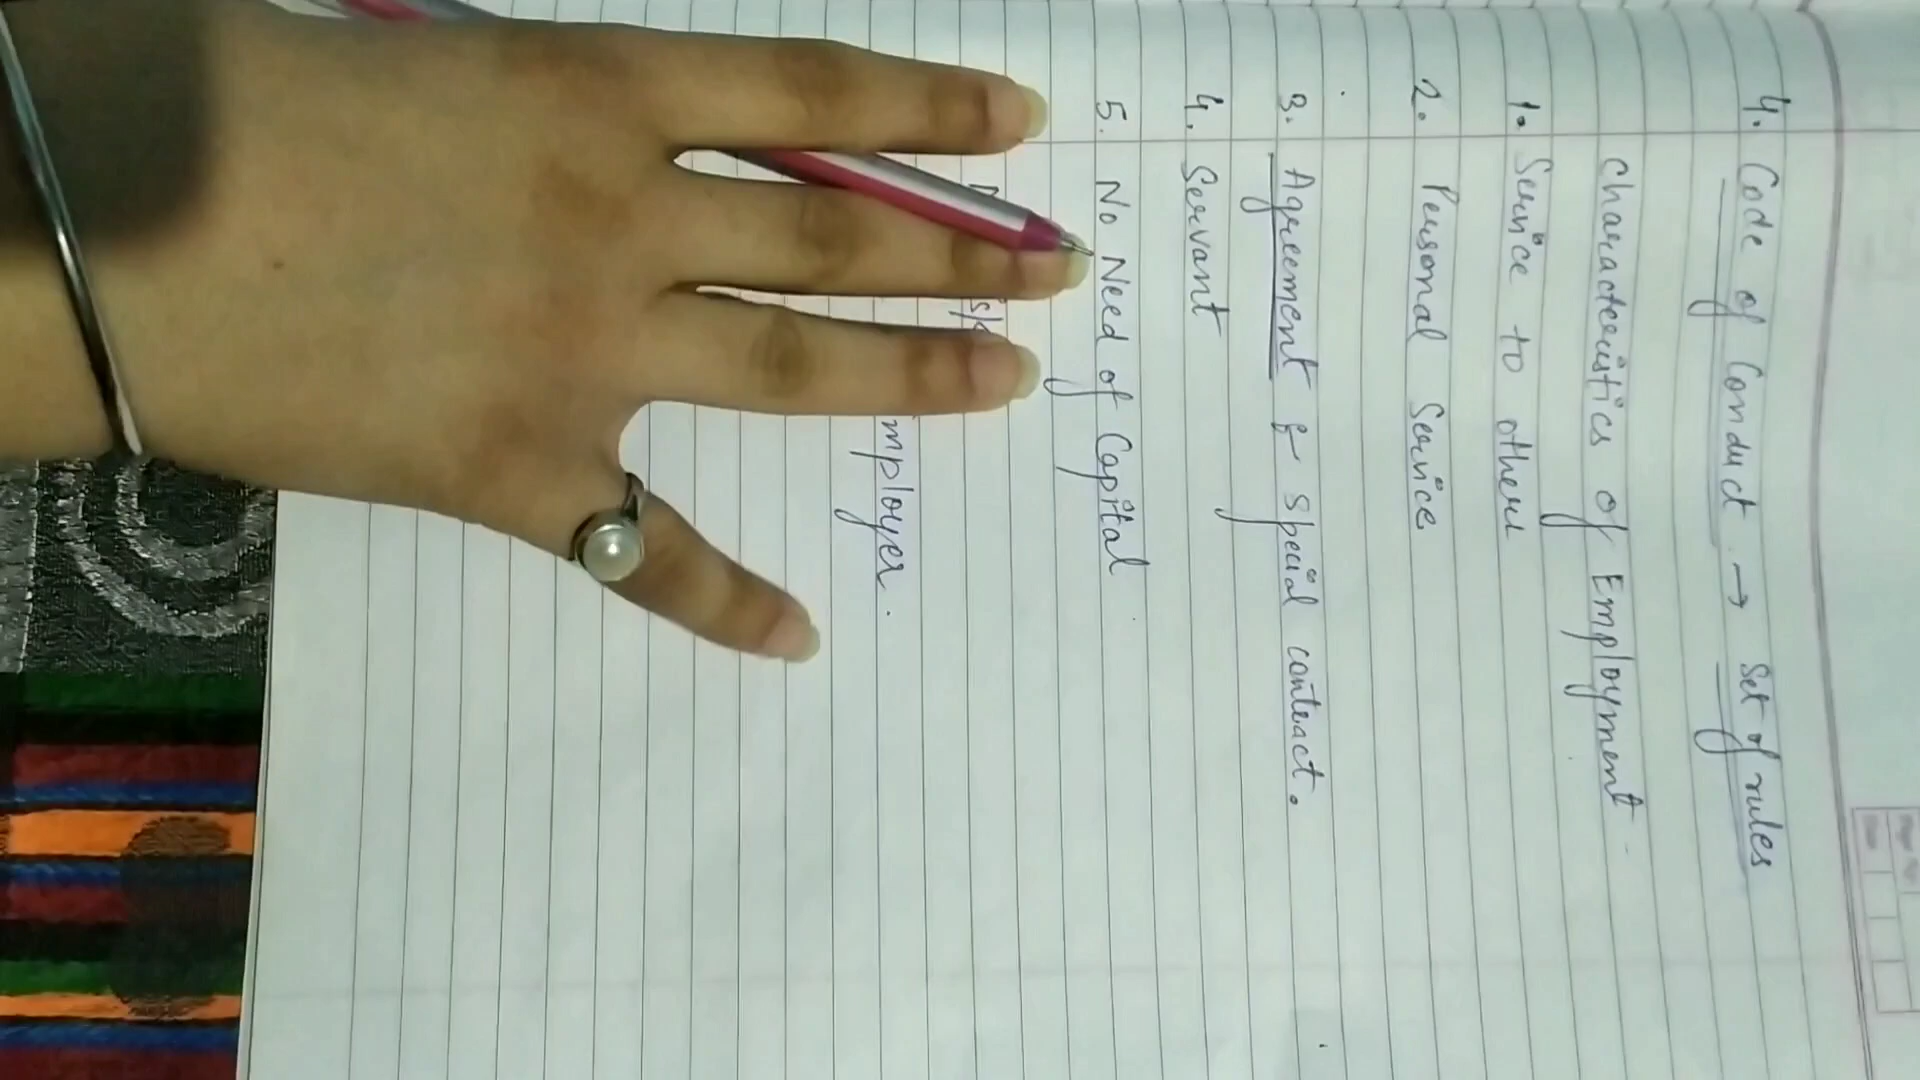 4. Code of Conduct → Set of rules
Characteristics of Employment
1. Service to others
2. Personal Service
3. Agreement & Special contract.
4. Servant
5. No Need of Capital
mployer.